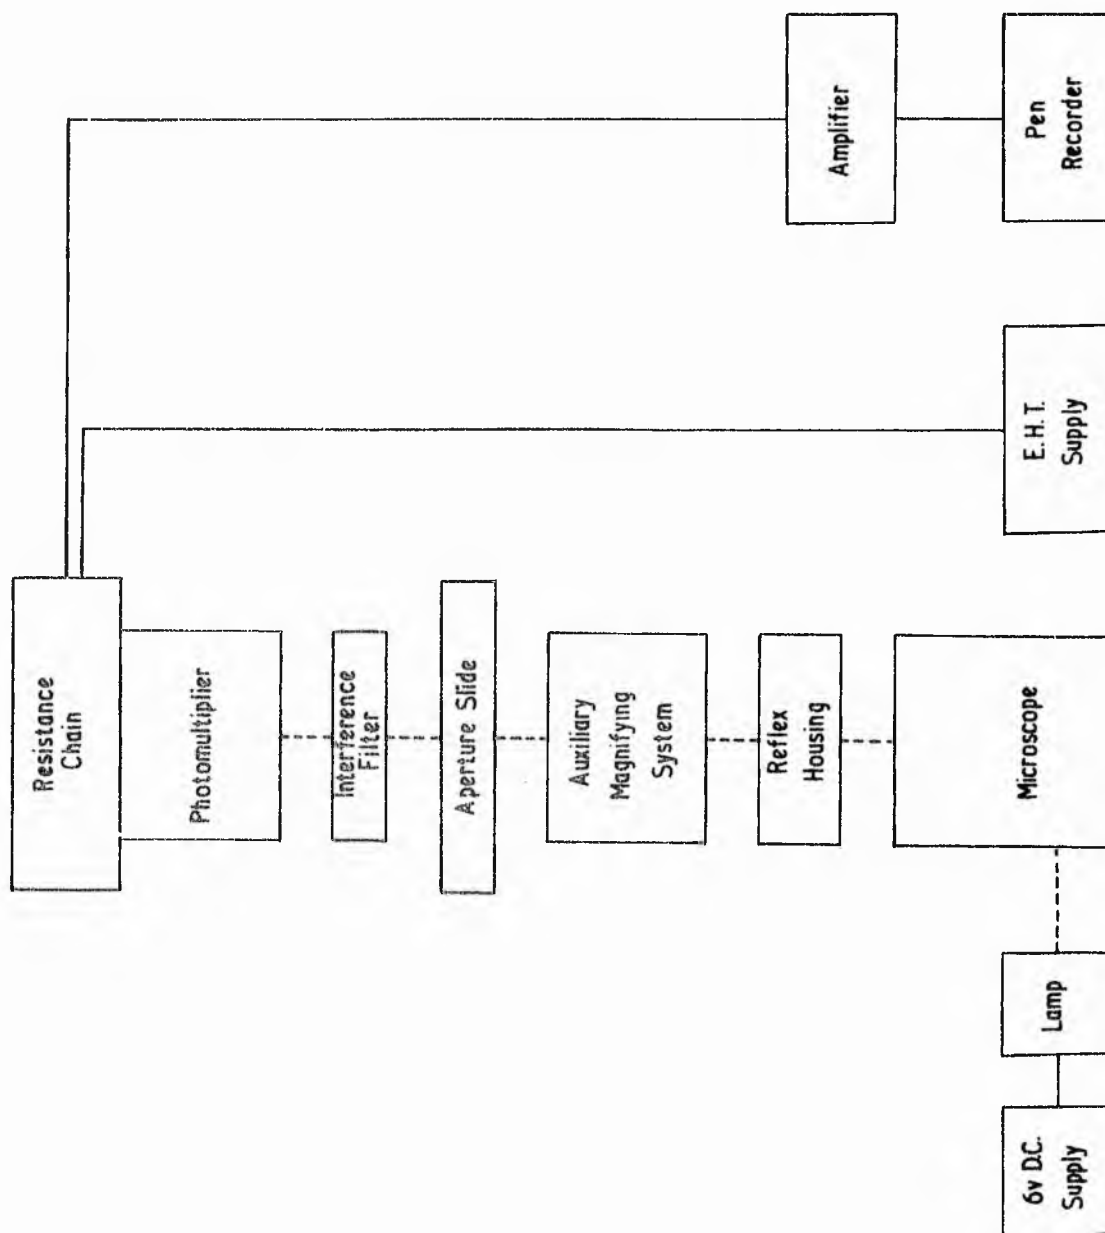 Resistance
Chain
Photomultiplier
Interference
Filter
Aperture Slide
Auxiliary
Magnifying
System
Reflex
Housing
Microscope
Lamp
6v D.C.
Supply
E.H.T.
Supply
Amplifier
Pen
Recorder